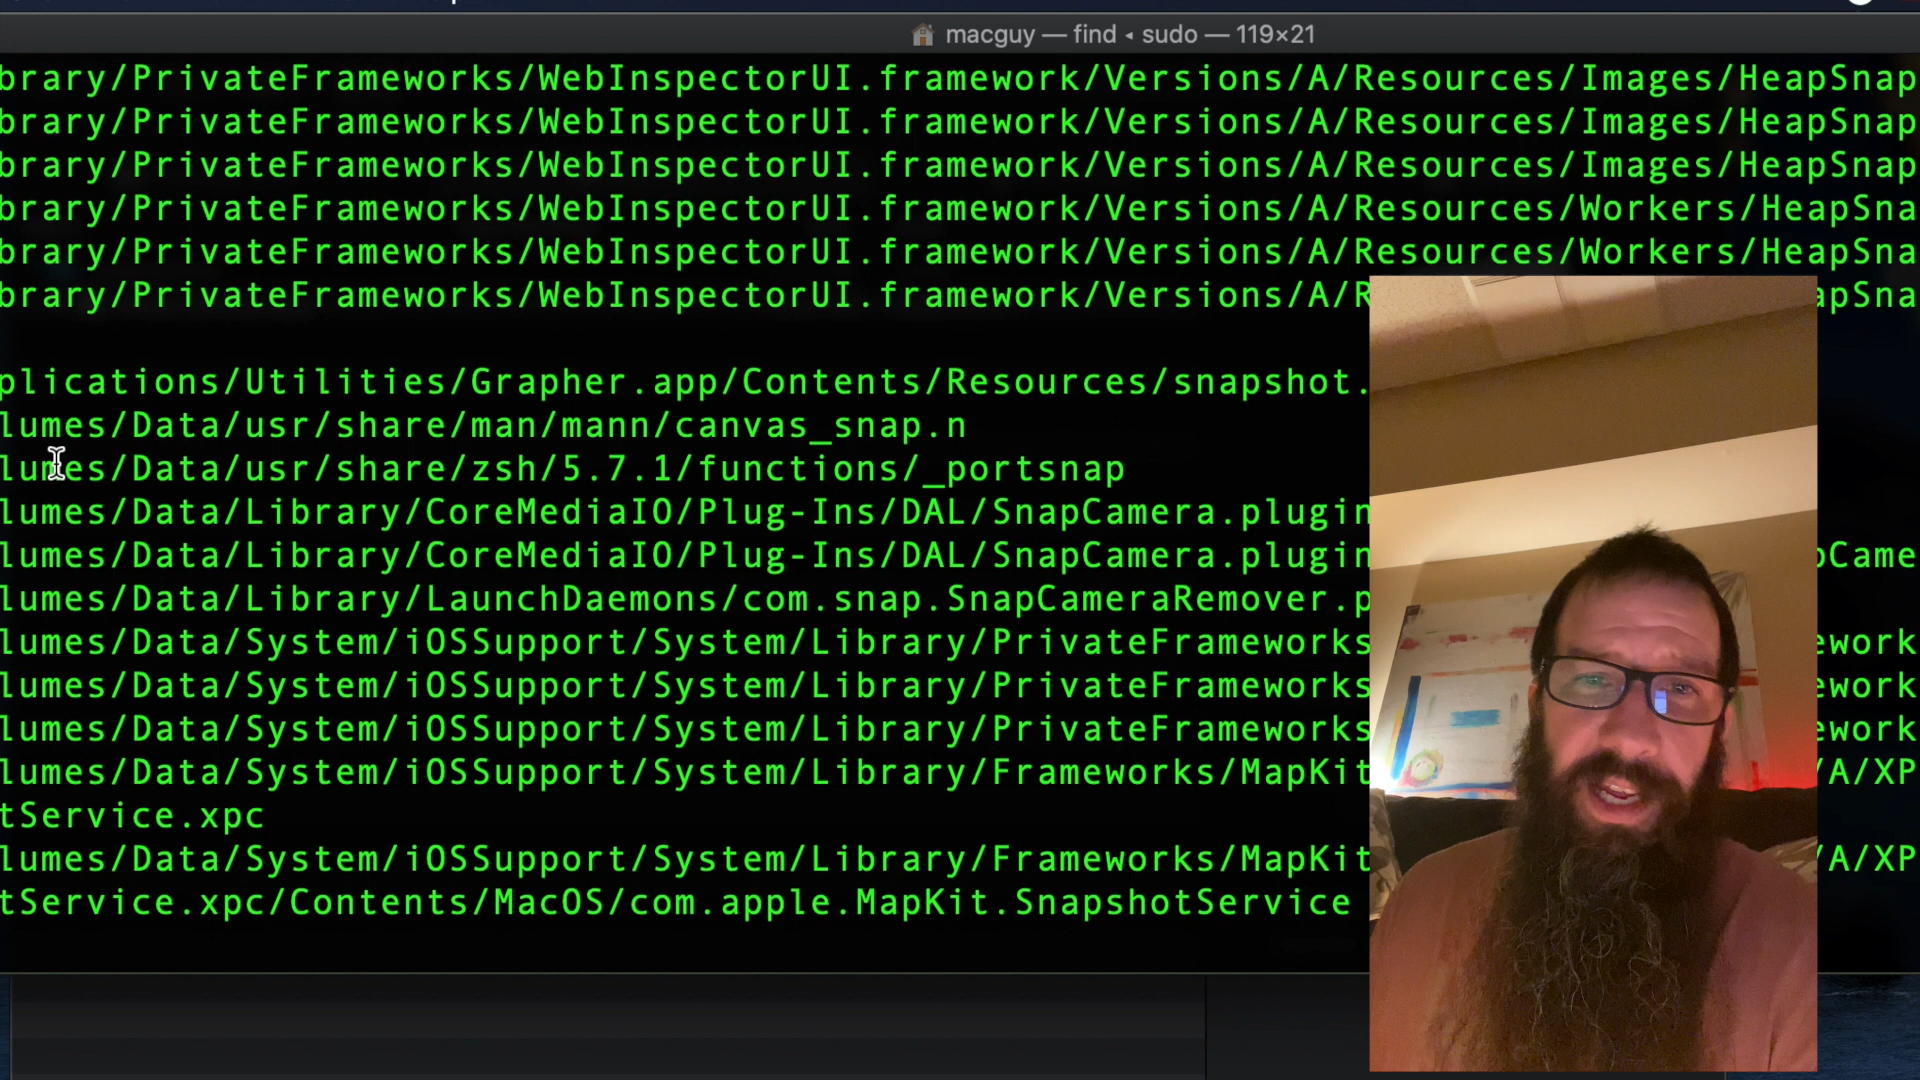 macguy — find ◂ sudo — 119×21
brary/PrivateFrameworks/WebInspectorUI.framework/Versions/A/Resources/Images/HeapSnap
brary/PrivateFrameworks/WebInspectorUI.framework/Versions/A/Resources/Images/HeapSnap
brary/PrivateFrameworks/WebInspectorUI.framework/Versions/A/Resources/Images/HeapSnap
brary/PrivateFrameworks/WebInspectorUI.framework/Versions/A/Resources/Workers/HeapSna
brary/PrivateFrameworks/WebInspectorUI.framework/Versions/A/Resources/Workers/HeapSna
brary/PrivateFrameworks/WebInspectorUI.framework/Versions/A/R apSna
plications/Utilities/Grapher.app/Contents/Resources/snapshot.
lumes/Data/usr/share/man/mann/canvas_snap.n
lumes/Data/usr/share/zsh/5.7.1/functions/_portsnap
lumes/Data/Library/CoreMediaIO/Plug-Ins/DAL/SnapCamera.plugin
lumes/Data/Library/CoreMediaIO/Plug-Ins/DAL/SnapCamera.plugin pCame
lumes/Data/Library/LaunchDaemons/com.snap.SnapCameraRemover.p
lumes/Data/System/iOSSupport/System/Library/PrivateFrameworks ework
lumes/Data/System/iOSSupport/System/Library/PrivateFrameworks ework
lumes/Data/System/iOSSupport/System/Library/PrivateFrameworks ework
lumes/Data/System/iOSSupport/System/Library/Frameworks/MapKit /A/XP
tService.xpc
lumes/Data/System/iOSSupport/System/Library/Frameworks/MapKit /A/XP
tService.xpc/Contents/MacOS/com.apple.MapKit.SnapshotService